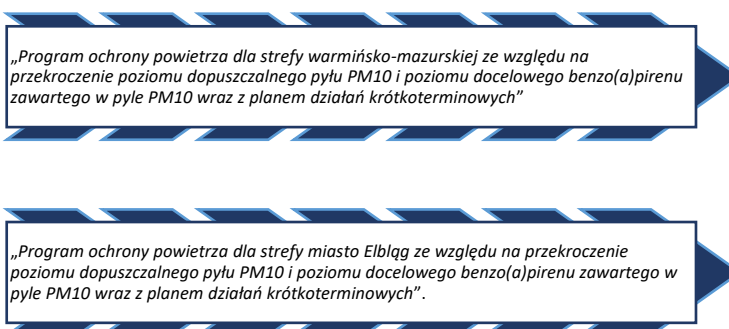 „Program ochrony powietrza dla strefy warmińsko-mazurskiej ze względu na
przekroczenie poziomu dopuszczalnego pyłu PM10 i poziomu docelowego benzo(a)pirenu
zawartego w pyle PM10 wraz z planem działań krótkoterminowych”
„Program ochrony powietrza dla strefy miasto Elbląg ze względu na przekroczenie
poziomu dopuszczalnego pyłu PM10 i poziomu docelowego benzo(a)pirenu zawartego w
pyle PM10 wraz z planem działań krótkoterminowych”.